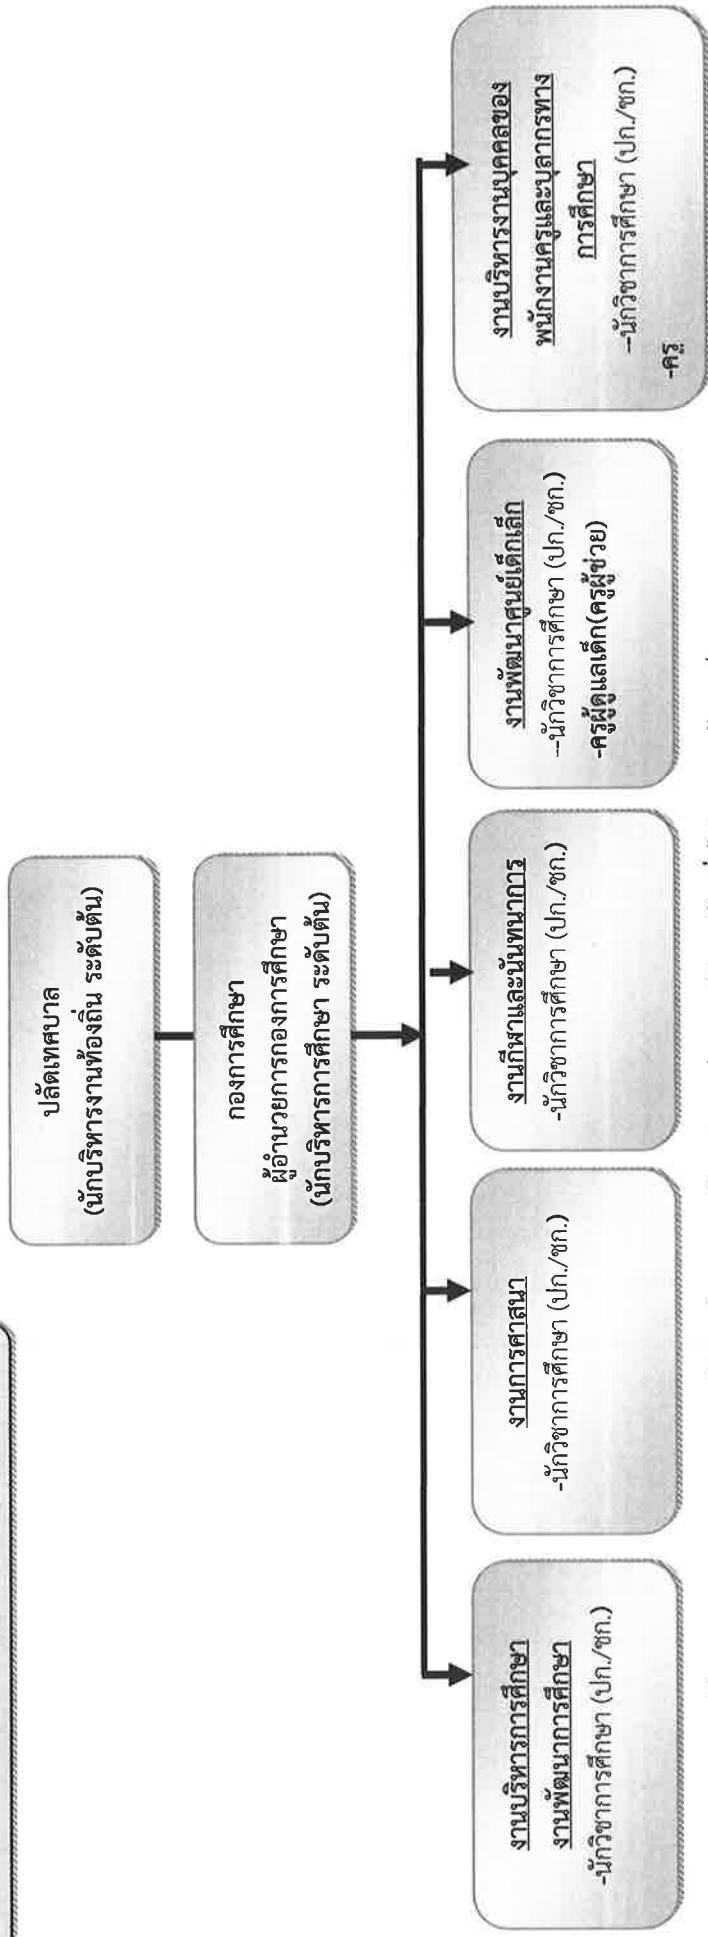 ปลัดเทศบาล
(นักบริหารงานท้องถิ่น ระดับต้น)
กองการศึกษา
ผู้อำนวยการกองการศึกษา
(นักบริหารการศึกษา ระดับต้น)
งานบริหารการศึกษา
งานพัฒนาการศึกษา
-นักวิชาการศึกษา (ปก./ชก.)
งานการศาสนา
-นักวิชาการศึกษา (ปก./ชก.)
งานกีฬาและนันทนาการ
-นักวิชาการศึกษา (ปก./ชก.)
งานพัฒนาศูนย์เด็กเล็ก
--นักวิชาการศึกษา (ปก./ชก.)
-ครูผู้ดูแลเด็ก(ครูผู้ช่วย)
งานบริหารงานบุคคลของ
พนักงานครูและบุลากรทาง
การศึกษา
--นักวิชาการศึกษา (ปก./ชก.)
-ครู